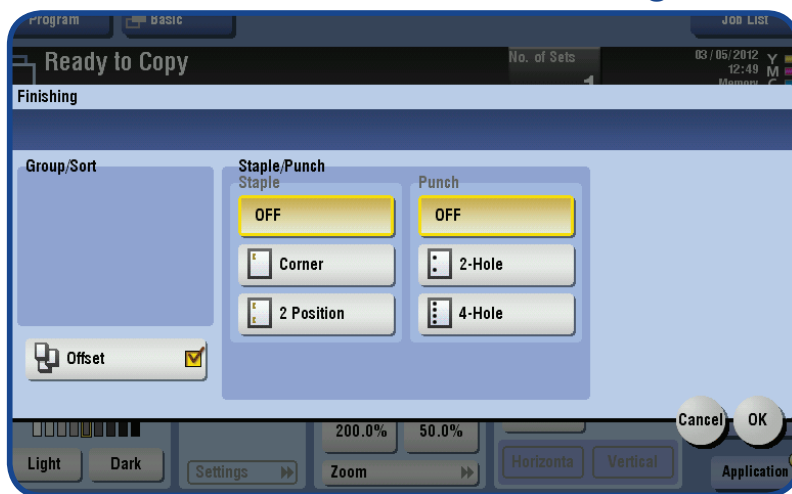 Program Basic Job List
Ready to Copy No. of Sets 03/05/2012 Y
12:49 M
1 Memory C
Finishing
Group/Sort Staple/Punch
Staple Punch
OFF OFF
Corner 2-Hole
2 Position 4-Hole
Offset
Cancel OK
200.0% 50.0%
Light Dark Settings Zoom Horizonta Vertical Application